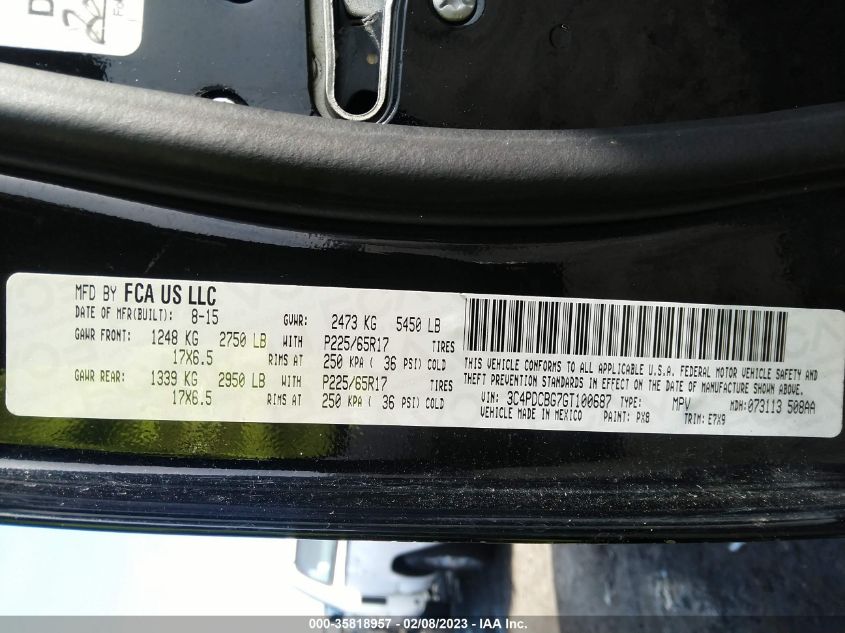 MFD BY FCA US LLC
DATE OF MFR(BUILT): 8-15 GVWR: 2473 KG 5450 LB
GAWR FRONT: 1248 KG 2750 LB WITH P225/65R17 TIRES
17X6.5 RIMS AT 250 KPA ( 36 PSI) COLD
GAWR REAR: 1339 KG 2950 LB WITH P225/65R17 TIRES
17X6.5 RIMS AT 250 KPA ( 36 PSI) COLD
THIS VEHICLE CONFORMS TO ALL APPLICABLE U.S.A. FEDERAL MOTOR VEHICLE SAFETY AND
THEFT PREVENTION STANDARDS IN EFFECT ON THE DATE OF MANUFACTURE SHOWN ABOVE.
VIN: 3C4PDCBG7GT100687 TYPE: MPV MDH: 073113 508AA
VEHICLE MADE IN MEXICO PAINT: PX8 TRIM: E7X9
000-35818957 - 02/08/2023 - IAA Inc.